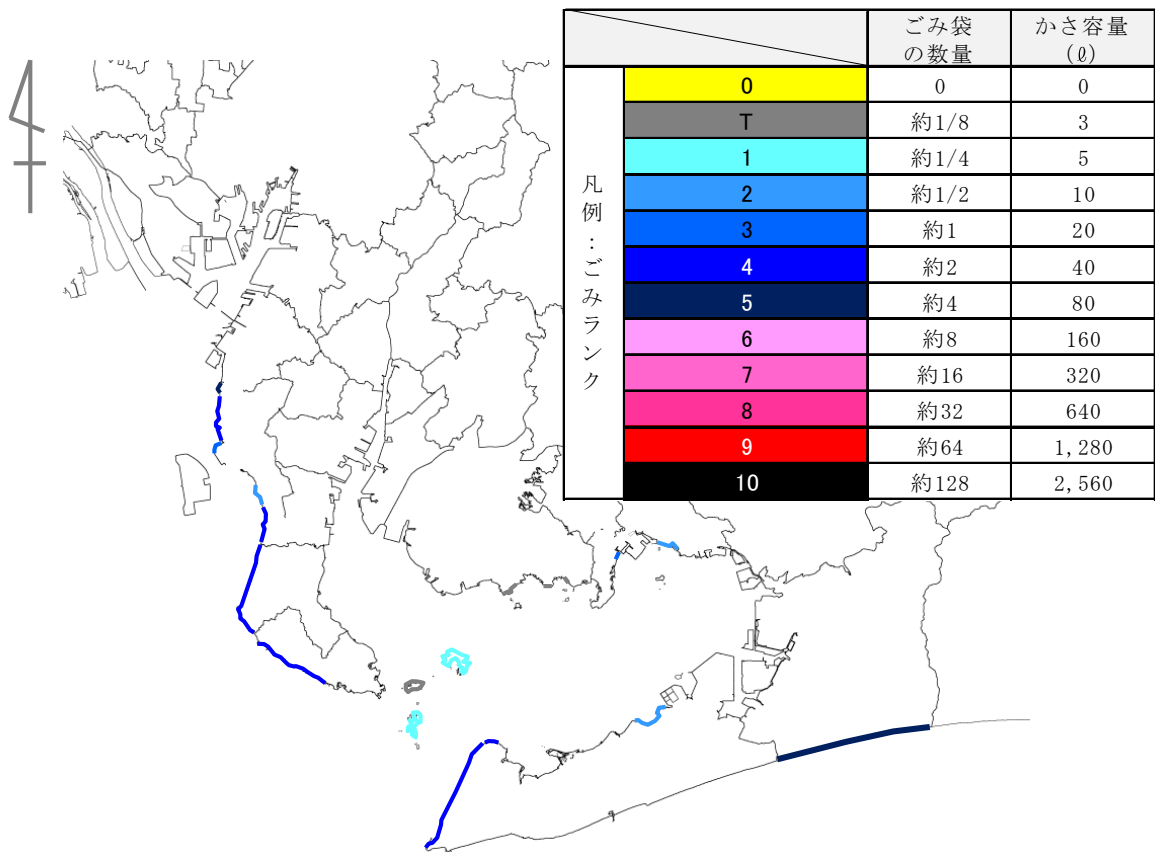 ごみ袋
の数量
かさ容量
(ℓ)
凡例：ごみランク
0 0 0
T 約1/8 3
1 約1/4 5
2 約1/2 10
3 約1 20
4 約2 40
5 約4 80
6 約8 160
7 約16 320
8 約32 640
9 約64 1,280
10 約128 2,560